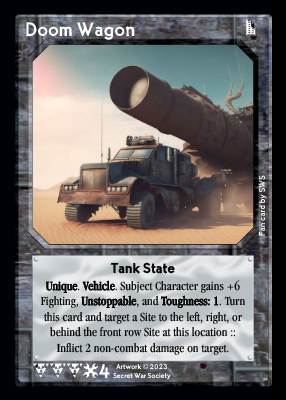 Doom Wagon
Fan card by SWS
Tank State
Unique. Vehicle. Subject Character gains +6
Fighting, Unstoppable, and Toughness: 1. Turn
this card and target a Site to the left, right, or
behind the front row Site at this location ::
Inflict 2 non-combat damage on target.
4
Artwork © 2023
Secret War Society